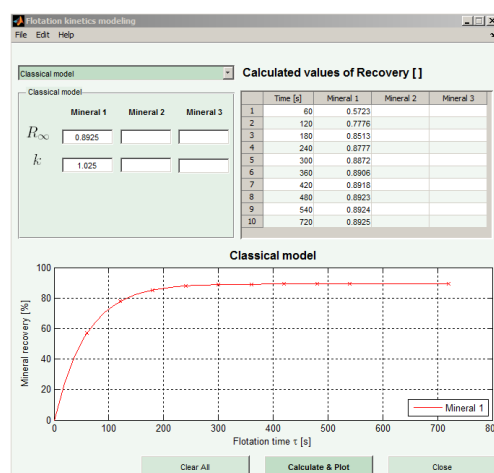 Flotation kinetics modeling
File Edit Help
Classical model
Calculated values of Recovery [ ]
Classical model
Mineral 1 Mineral 2 Mineral 3
R∞ 0.8925
k 1.025
Time [s] Mineral 1 Mineral 2 Mineral 3
1 60 0.5723
2 120 0.7776
3 180 0.8513
4 240 0.8777
5 300 0.8872
6 360 0.8906
7 420 0.8918
8 480 0.8923
9 540 0.8924
10 720 0.8925
Classical model
Mineral recovery [%]
100
80
60
40
20
0
0 100 200 300 400 500 600 700 800
Mineral 1
Flotation time τ [s]
Clear All Calculate & Plot Close